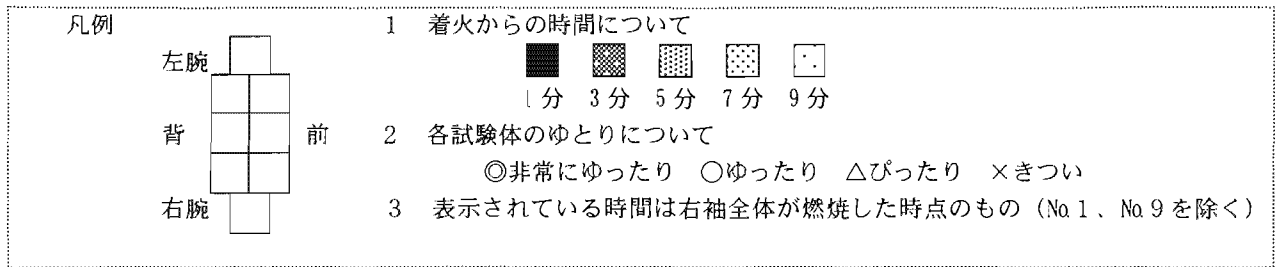 凡例
1 着火からの時間について
左腕
1分 3分 5分 7分 9分
背 前
2 各試験体のゆとりについて
◎非常にゆったり ○ゆったり △ぴったり ×きつい
右腕
3 表示されている時間は右袖全体が燃焼した時点のもの (№1、№9を除く)